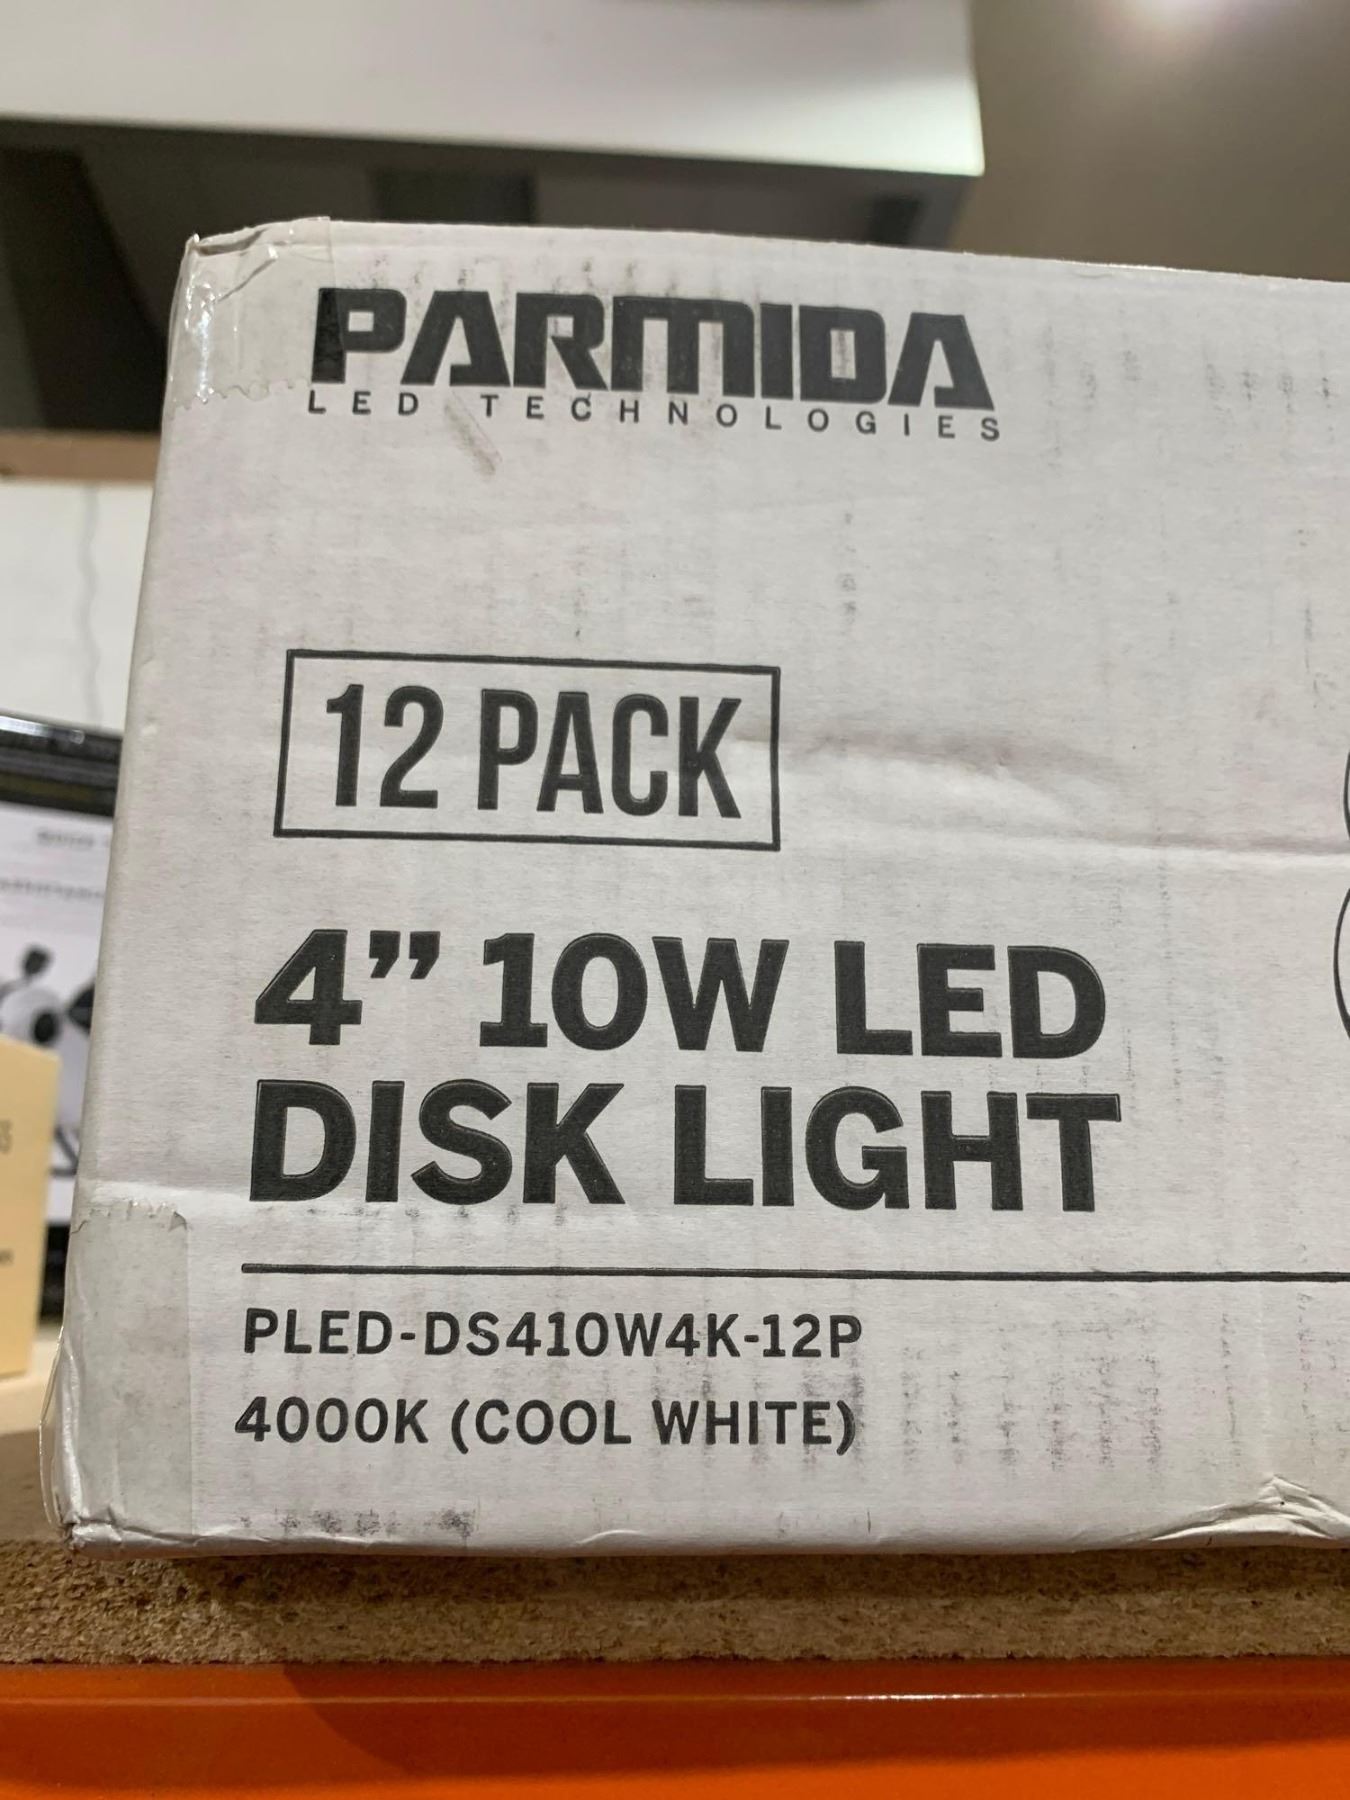 PARMIDA
LED TECHNOLOGIES
12 PACK
4” 10W LED
DISK LIGHT
PLED-DS410W4K-12P
4000K (COOL WHITE)